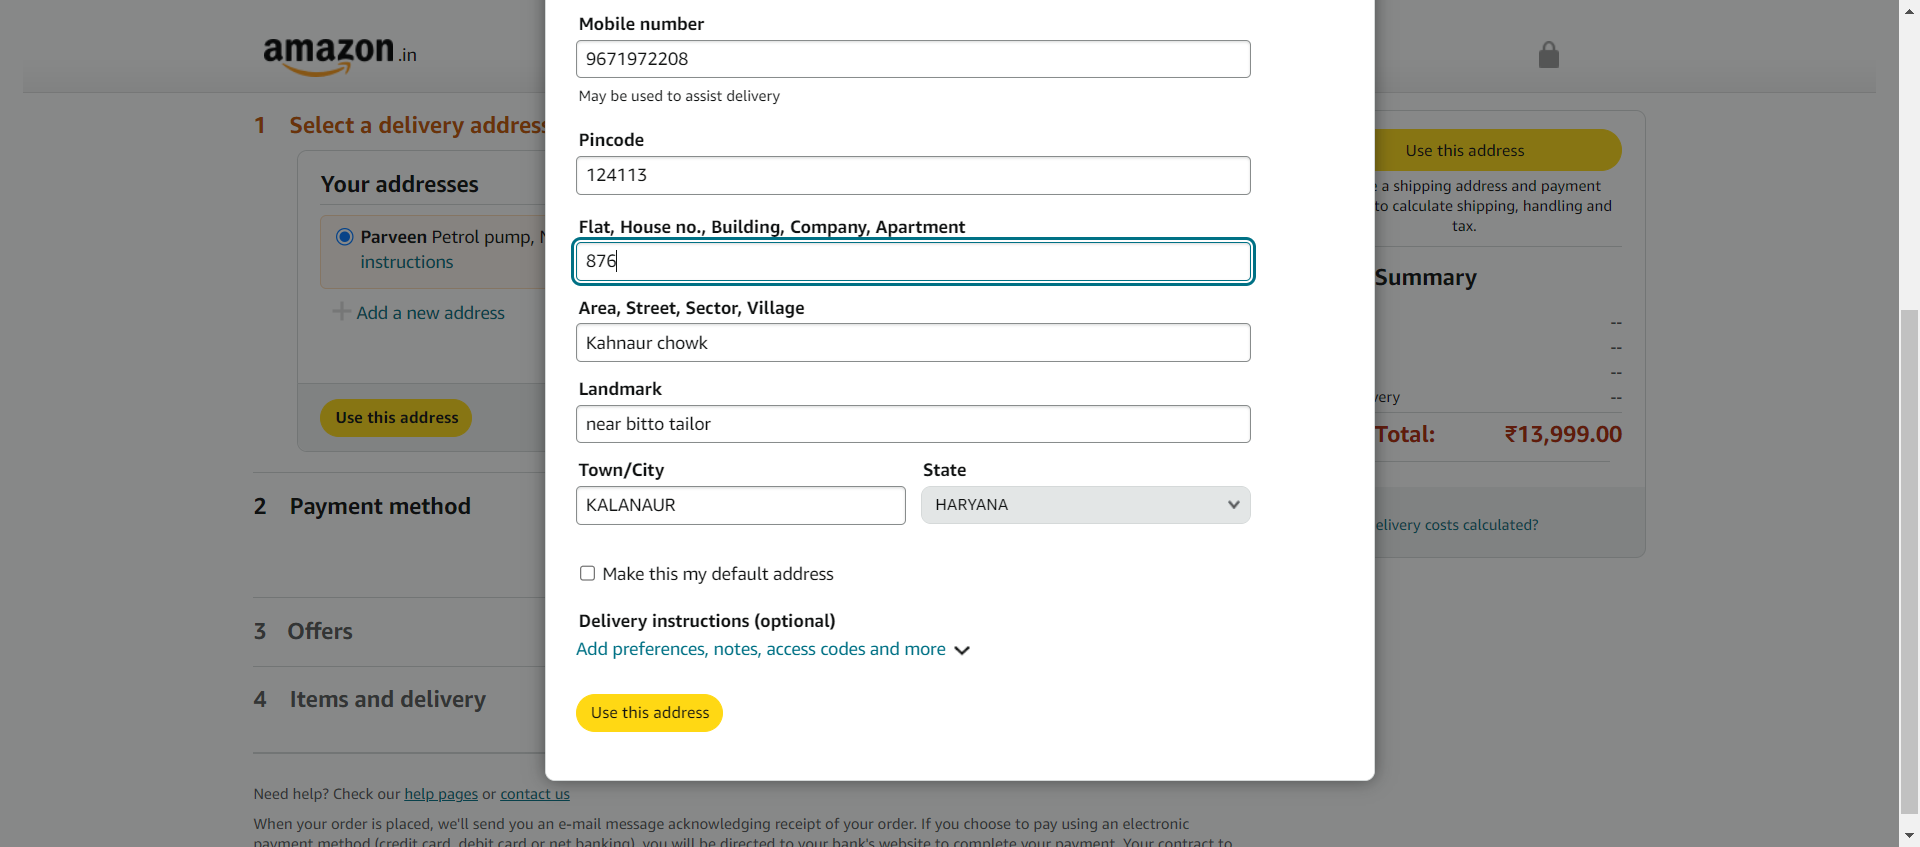 amazon.in
1 Select a delivery address
Your addresses
Parveen Petrol pump,
instructions
Add a new address
Use this address
2 Payment method
3 Offers
4 Items and delivery
Need help? Check our help pages or contact us
When your order is placed, we'll send you an e-mail message acknowledging receipt of your order. If you choose to pay using an electronic
payment method (credit card, debit card or net banking), you will be directed to your bank's website to complete your payment. Your contract to
Mobile number
9671972208
May be used to assist delivery
Pincode
124113
Flat, House no., Building, Company, Apartment
876
Area, Street, Sector, Village
Kahnaur chowk
Landmark
near bitto tailor
Town/City
State
KALANAUR
HARYANA
Make this my default address
Delivery instructions (optional)
Add preferences, notes, access codes and more
Use this address
Use this address
a shipping address and payment
to calculate shipping, handling and
tax.
Summary
--
--
--
--
Total: ₹13,999.00
costs calculated?